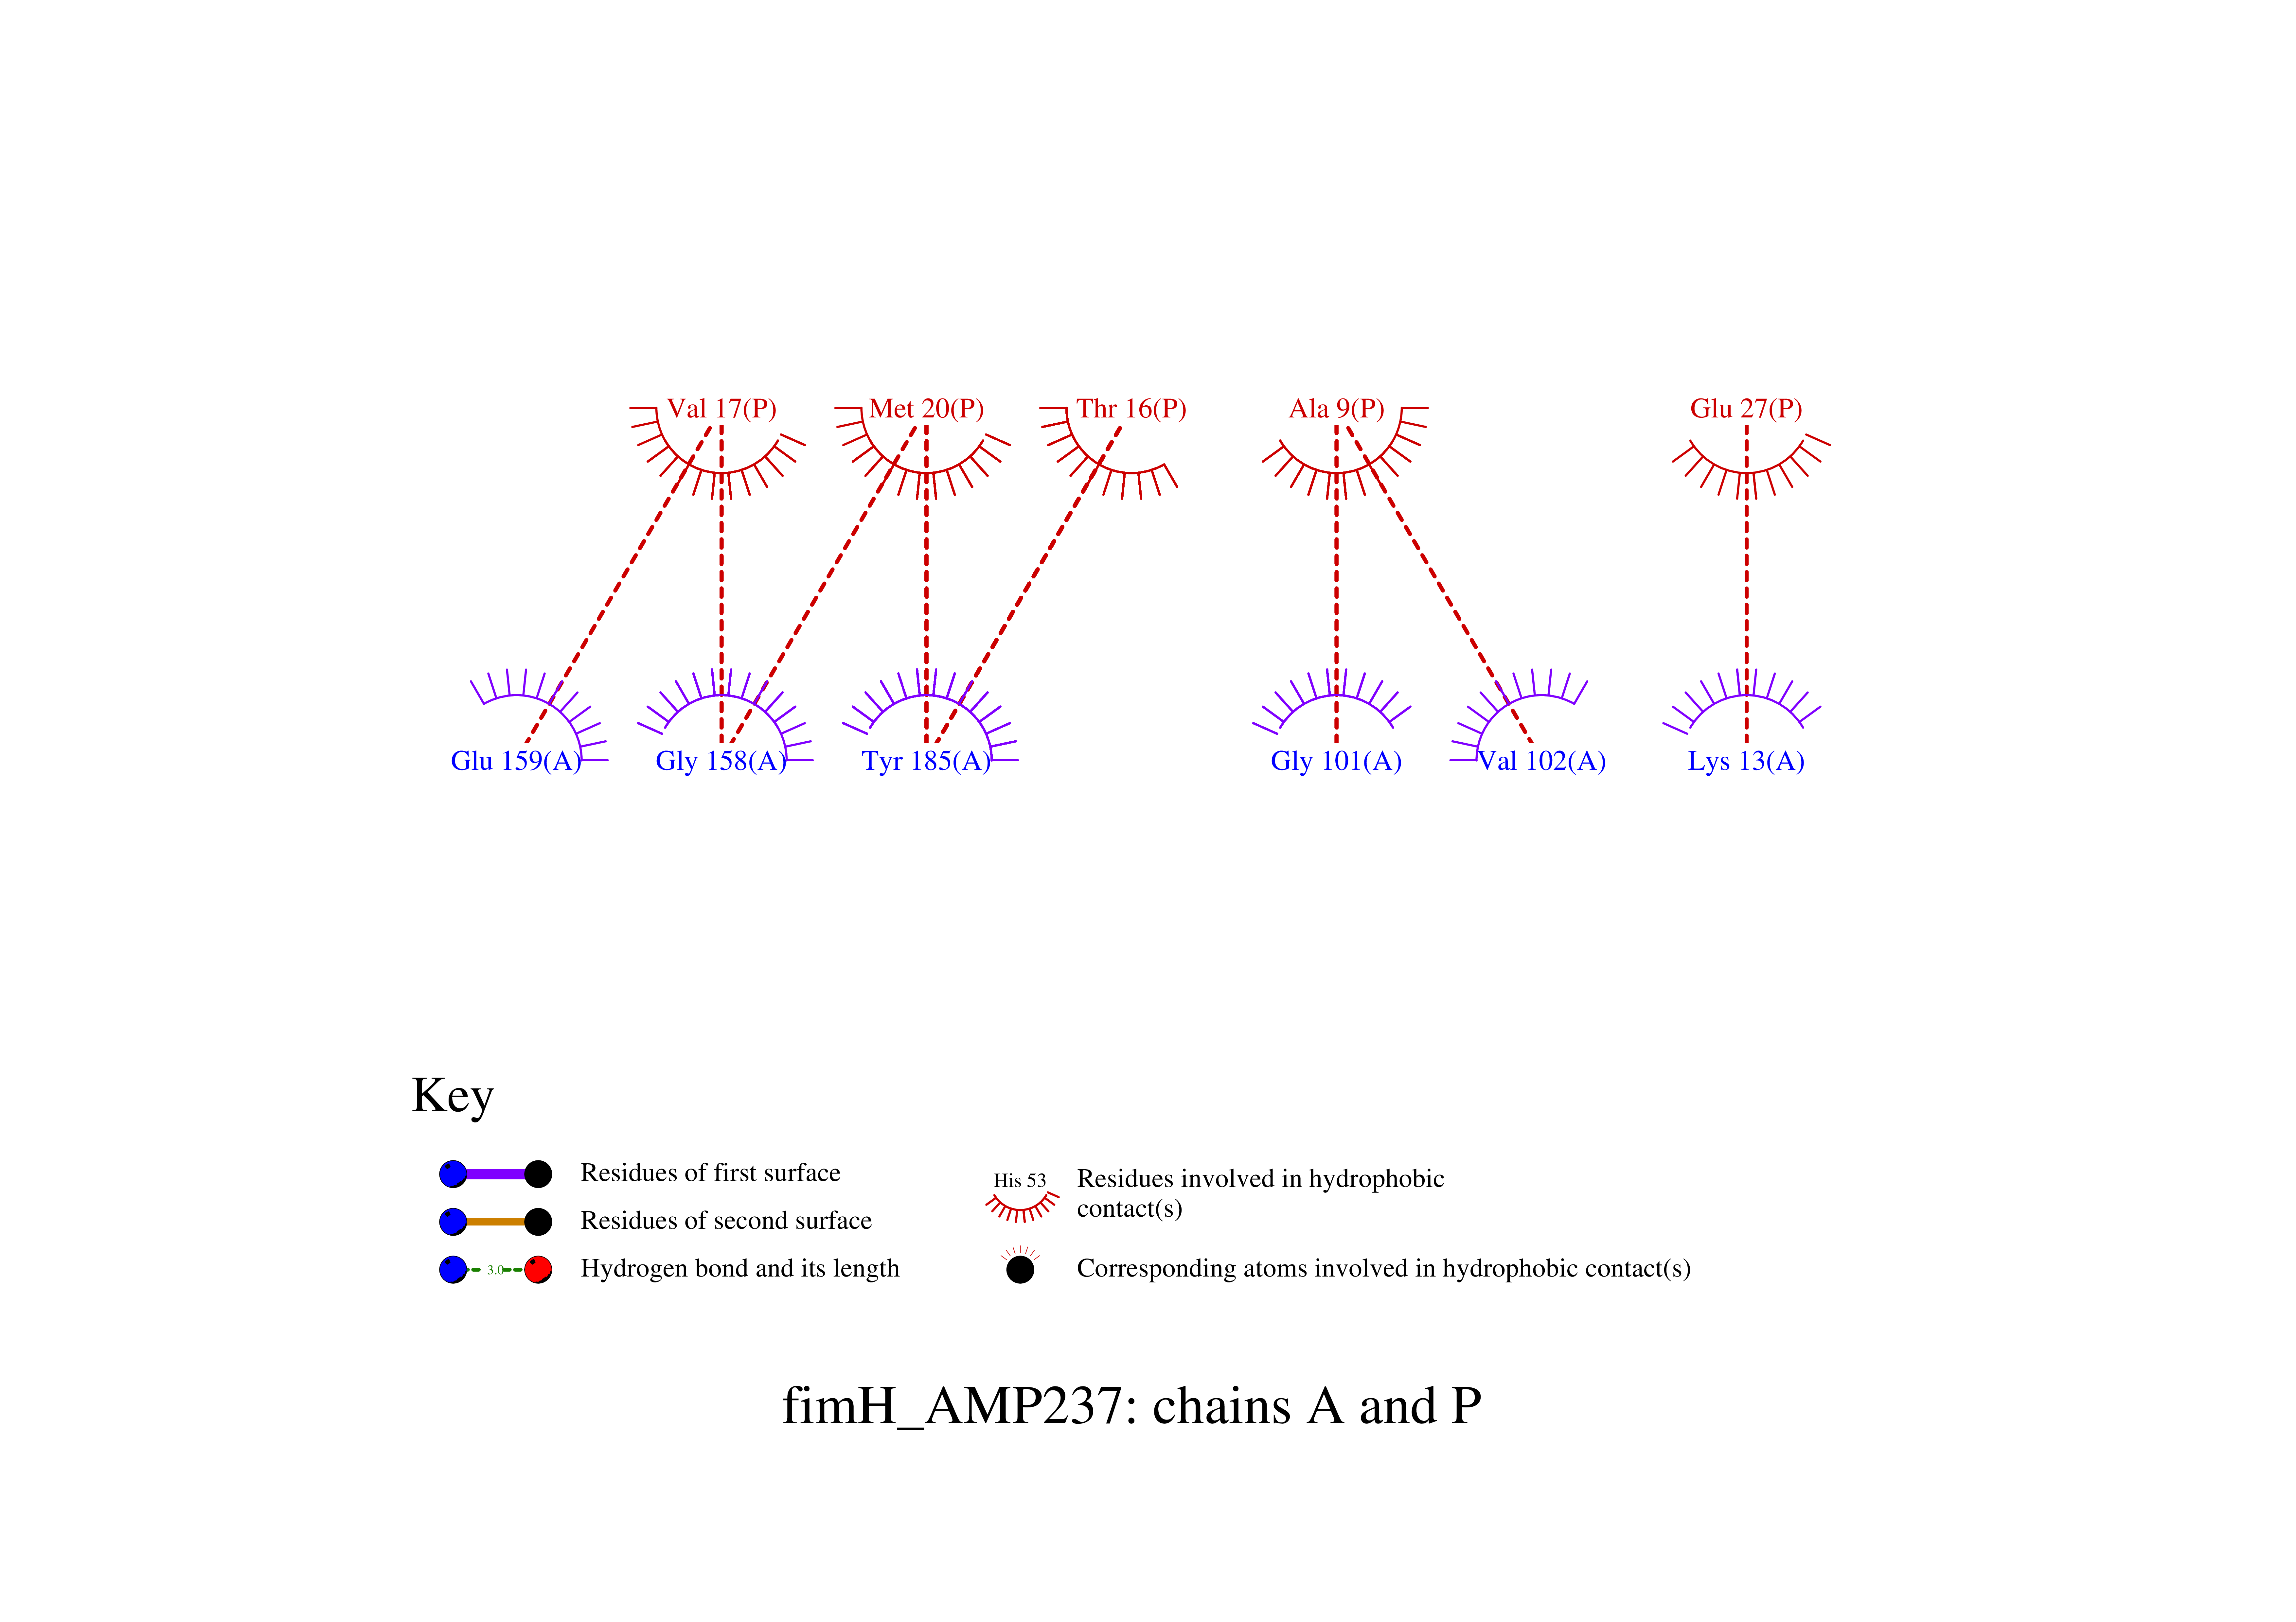 Val 17(P) Met 20(P) Thr 16(P) Ala 9(P) Glu 27(P)
Glu 159(A) Gly 158(A) Tyr 185(A) Gly 101(A) Val 102(A) Lys 13(A)
Key
Residues of first surface
Residues of second surface
3.0 Hydrogen bond and its length
His 53 Residues involved in hydrophobic
contact(s)
Corresponding atoms involved in hydrophobic contact(s)
fimH_AMP237: chains A and P